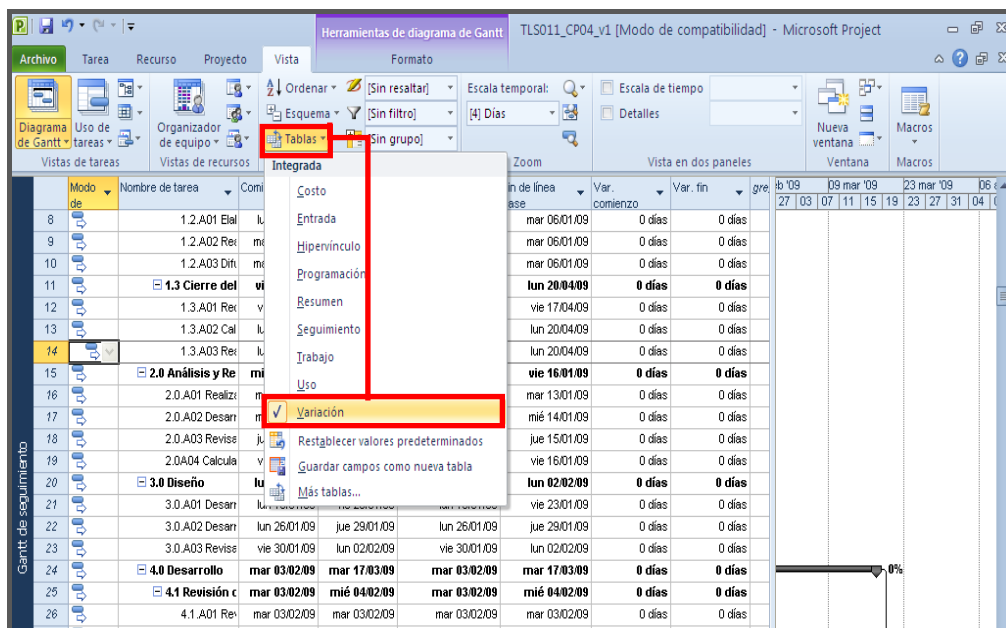 Herramientas de diagrama de Gantt
TLS011_CP04_v1 [Modo de compatibilidad] - Microsoft Project
Archivo Tarea Recurso Proyecto Vista Formato
Diagrama de Gantt
Uso de tareas
Vistas de tareas
Organizador de equipo
Vistas de recursos
Ordenar
Esquema
Tablas
[Sin resaltar]
[Sin filtro]
[Sin grupo]
Escala temporal:
[4] Días
Zoom
Escala de tiempo
Detalles
Vista en dos paneles
Nueva ventana
Ventana
Macros
Macros
Integrada
Costo
Entrada
Hipervínculo
Programación
Resumen
Seguimiento
Trabajo
Uso
Variación
Restablecer valores predeterminados
Guardar campos como nueva tabla
Más tablas...
Gantt de seguimiento
Modo de Nombre de tarea Comi in de línea ase Var. comienzo Var. fin gre,
b '09 09 mar '09 23 mar '09 06
27 03 07 11 15 19 23 27 31 04
8 1.2.A01 Elal mar 06/01/09 0 días 0 días
9 1.2.A02 Rea mar 06/01/09 0 días 0 días
10 1.2.A03 Difu mar 06/01/09 0 días 0 días
11 1.3 Cierre del vi lun 20/04/09 0 días 0 días
12 1.3.A01 Rec v vie 17/04/09 0 días 0 días
13 1.3.A02 Cal lu lun 20/04/09 0 días 0 días
14 1.3.A03 Rea lu lun 20/04/09 0 días 0 días
15 2.0 Análisis y Re mi vie 16/01/09 0 días 0 días
16 2.0.A01 Realiza m mar 13/01/09 0 días 0 días
17 2.0.A02 Desarr m mié 14/01/09 0 días 0 días
18 2.0.A03 Revisa ju jue 15/01/09 0 días 0 días
19 2.0A04 Calcula v vie 16/01/09 0 días 0 días
20 3.0 Diseño lu lun 02/02/09 0 días 0 días
21 3.0.A01 Desarr vie 23/01/09 0 días 0 días
22 3.0.A02 Desarr lun 26/01/09 jue 29/01/09 lun 26/01/09 jue 29/01/09 0 días 0 días
23 3.0.A03 Revisa vie 30/01/09 lun 02/02/09 vie 30/01/09 lun 02/02/09 0 días 0 días
24 4.0 Desarrollo mar 03/02/09 mar 17/03/09 mar 03/02/09 mar 17/03/09 0 días 0 días 0%
25 4.1 Revisión c mar 03/02/09 mié 04/02/09 mar 03/02/09 mié 04/02/09 0 días 0 días
26 4.1.A01 Rev mar 03/02/09 mar 03/02/09 mar 03/02/09 mar 03/02/09 0 días 0 días